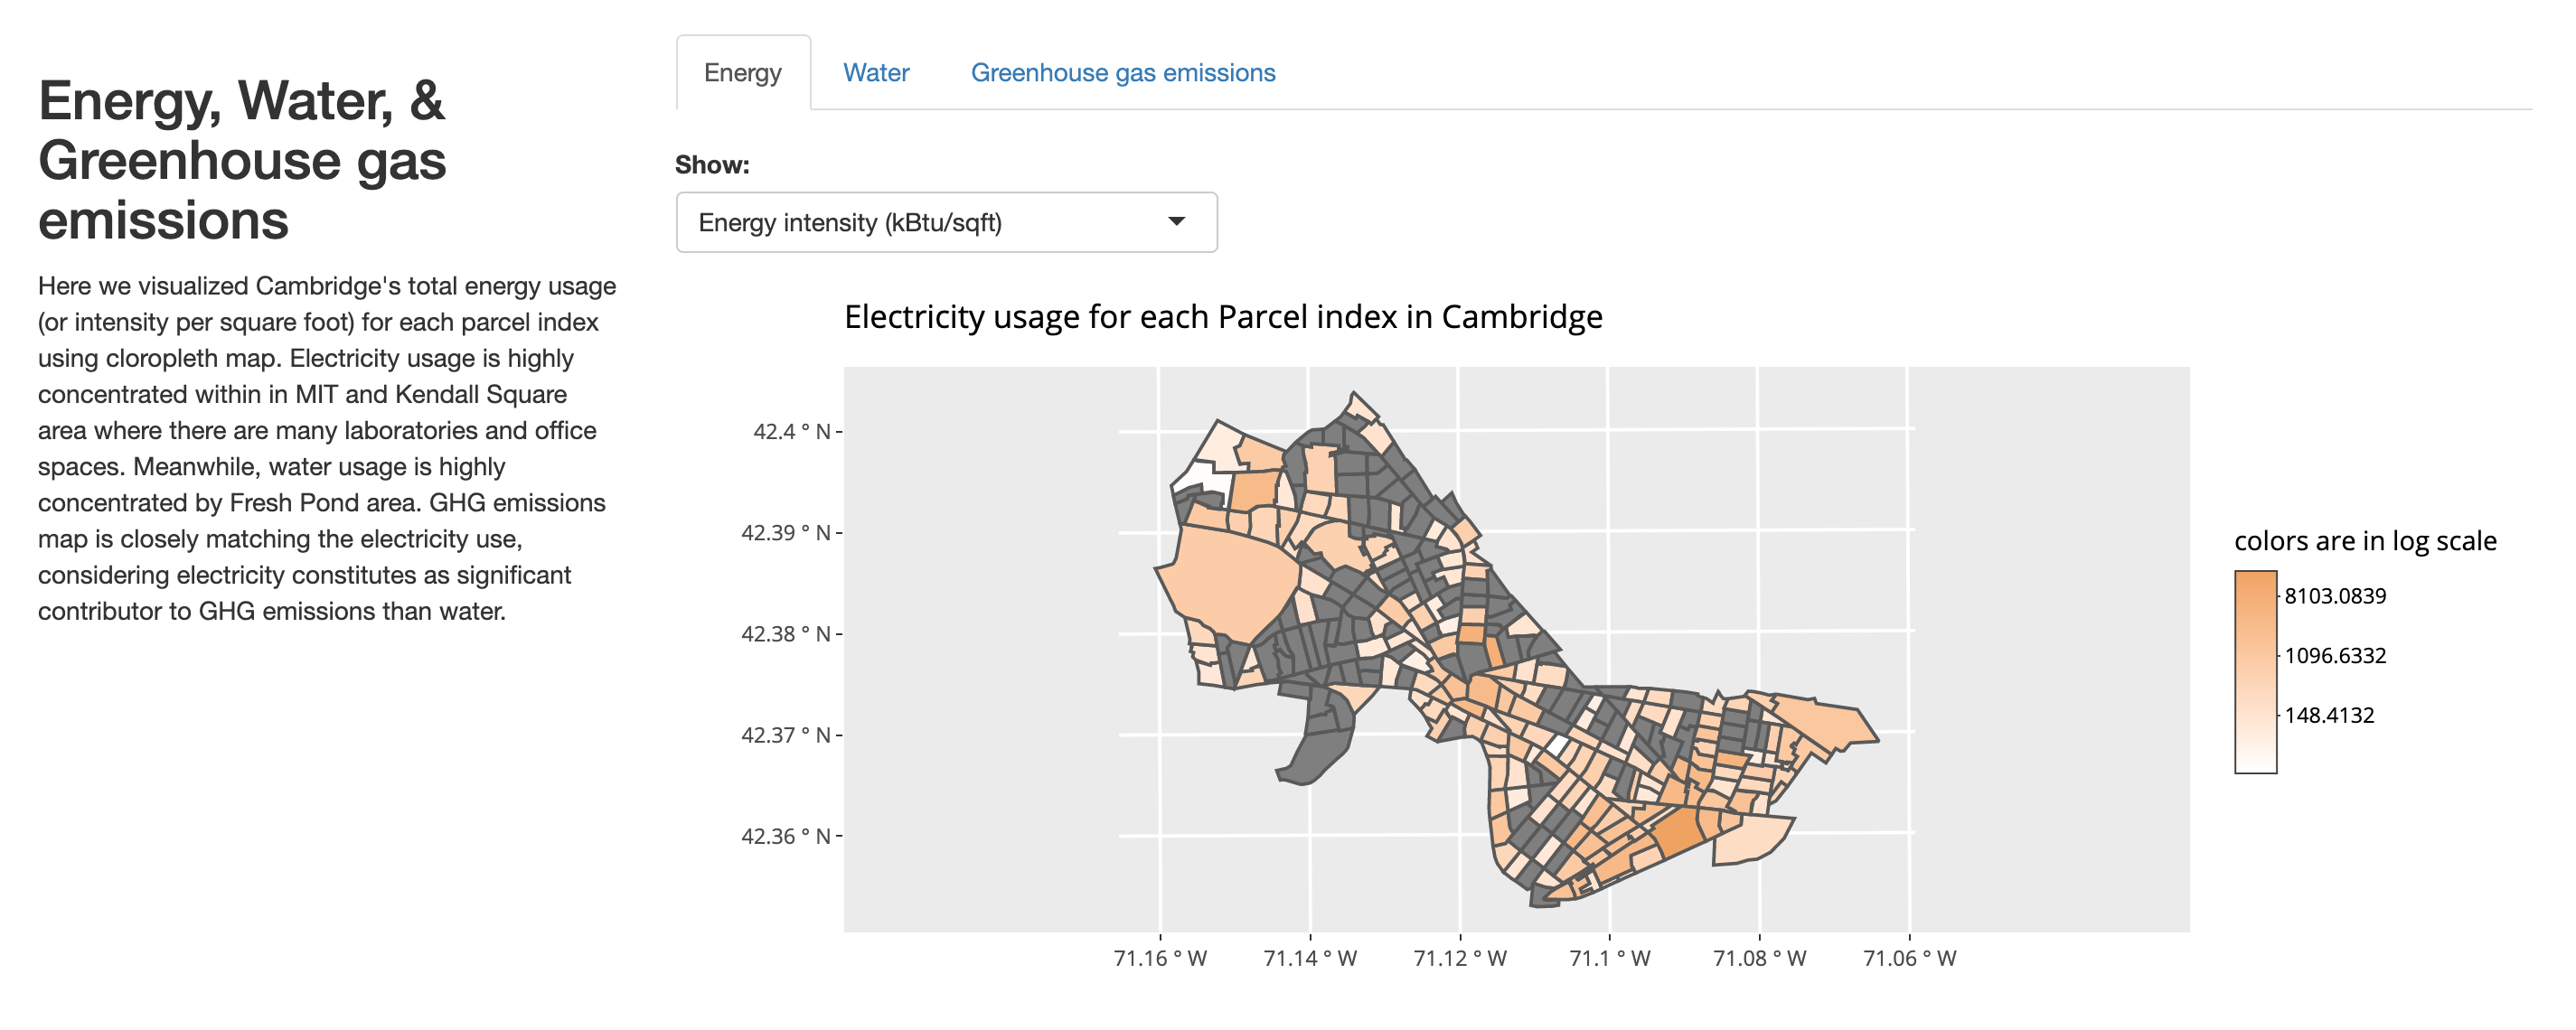 Energy, Water, &
Greenhouse gas
emissions
Here we visualized Cambridge's total energy usage
(or intensity per square foot) for each parcel index
using cloropleth map. Electricity usage is highly
concentrated within in MIT and Kendall Square
area where there are many laboratories and office
spaces. Meanwhile, water usage is highly
concentrated by Fresh Pond area. GHG emissions
map is closely matching the electricity use,
considering electricity constitutes as significant
contributor to GHG emissions than water.
Energy Water Greenhouse gas emissions
Show:
Energy intensity (kBtu/sqft)
Electricity usage for each Parcel index in Cambridge
42.4 ° N
42.39 ° N
42.38 ° N
42.37 ° N
42.36 ° N
71.16 ° W 71.14 ° W 71.12 ° W 71.1 ° W 71.08 ° W 71.06 ° W
colors are in log scale
8103.0839
1096.6332
148.4132